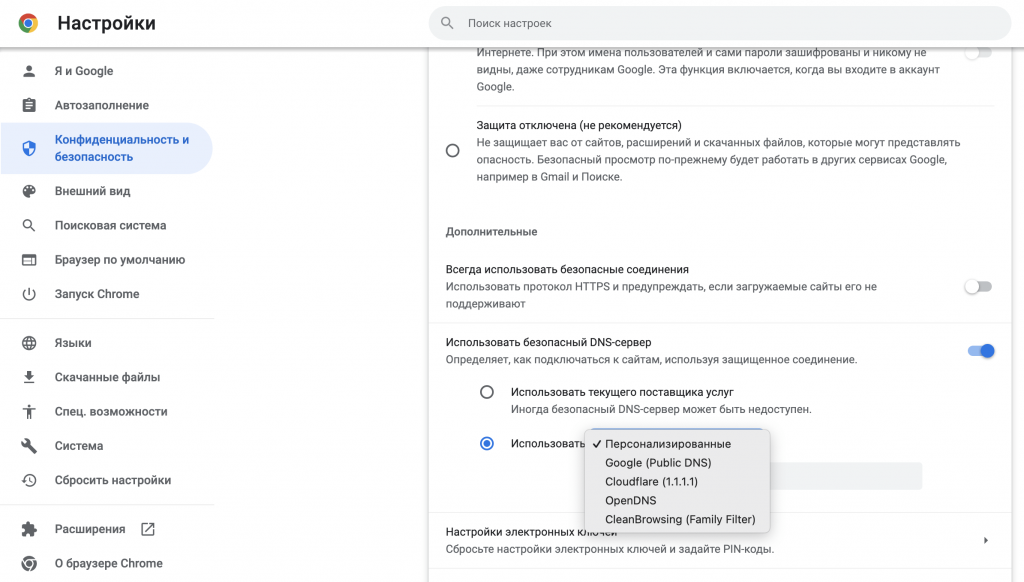 Настройки
Поиск настроек
Я и Google
Автозаполнение
Конфиденциальность и
безопасность
Внешний вид
Поисковая система
Браузер по умолчанию
Запуск Chrome
Языки
Скачанные файлы
Спец. возможности
Система
Сбросить настройки
Расширения
О браузере Chrome
Интернете. При этом имена пользователей и сами пароли зашифрованы и никому не
видны, даже сотрудникам Google. Эта функция включается, когда вы входите в аккаунт
Google.
Защита отключена (не рекомендуется)
Не защищает вас от сайтов, расширений и скачанных файлов, которые могут представлять
опасность. Безопасный просмотр по-прежнему будет работать в других сервисах Google,
например в Gmail и Поиске.
Дополнительные
Всегда использовать безопасные соединения
Использовать протокол HTTPS и предупреждать, если загружаемые сайты его не
поддерживают
Использовать безопасный DNS-сервер
Определяет, как подключаться к сайтам, используя защищенное соединение.
Использовать текущего поставщика услуг
Иногда безопасный DNS-сервер может быть недоступен.
Использовать
Персонализированные
Google (Public DNS)
Cloudflare (1.1.1.1)
OpenDNS
CleanBrowsing (Family Filter)
Настройки электронных ключей
Сбросьте настройки электронных ключей и задайте PIN-коды.